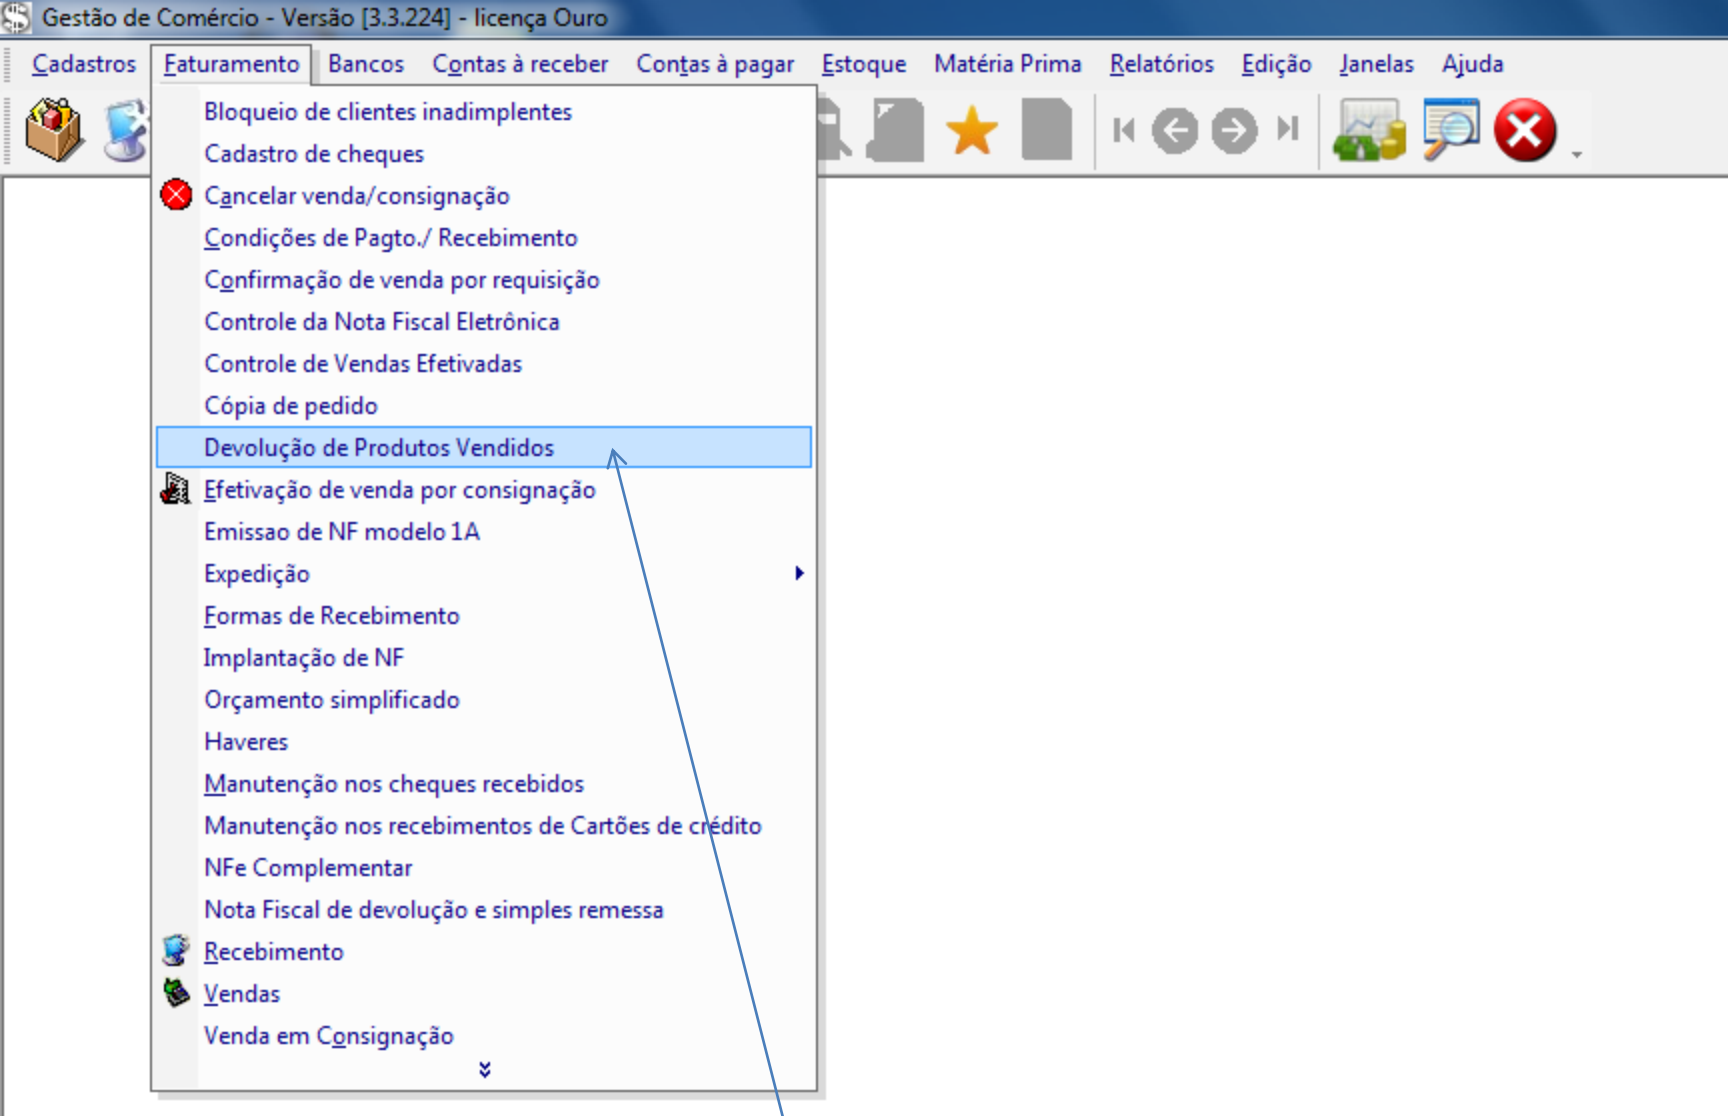 Gestão de Comércio - Versão [3.3.224] - licença Ouro
Cadastros Faturamento Bancos Contas à receber Contas à pagar Estoque Matéria Prima Relatórios Edição Janelas Ajuda
Bloqueio de clientes inadimplentes
Cadastro de cheques
Cancelar venda/consignação
Condições de Pagto./ Recebimento
Confirmação de venda por requisição
Controle da Nota Fiscal Eletrônica
Controle de Vendas Efetivadas
Cópia de pedido
Devolução de Produtos Vendidos
Efetivação de venda por consignação
Emissao de NF modelo 1A
Expedição
Formas de Recebimento
Implantação de NF
Orçamento simplificado
Haveres
Manutenção nos cheques recebidos
Manutenção nos recebimentos de Cartões de crédito
NFe Complementar
Nota Fiscal de devolução e simples remessa
Recebimento
Vendas
Venda em Consignação